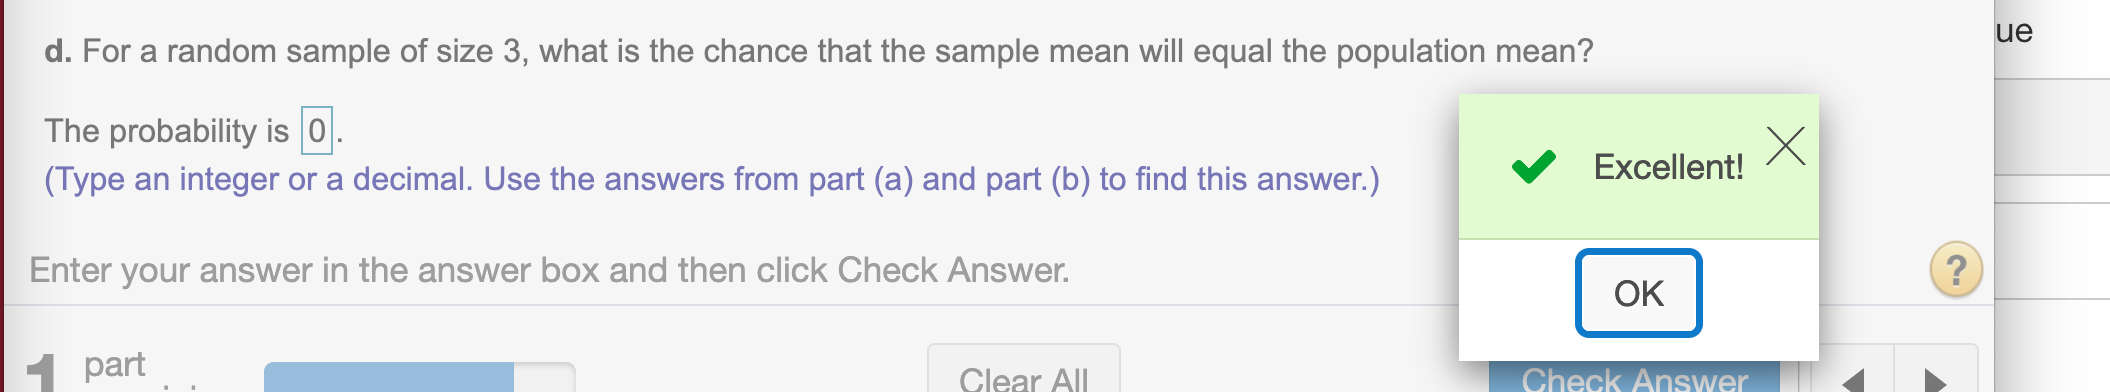 ue
d. For a random sample of size 3, what is the chance that the sample mean will equal the population mean?
The probability is 0.
(Type an integer or a decimal. Use the answers from part (a) and part (b) to find this answer.)
Excellent!
OK
Enter your answer in the answer box and then click Check Answer.
?
1 part
Clear All
Check Answer